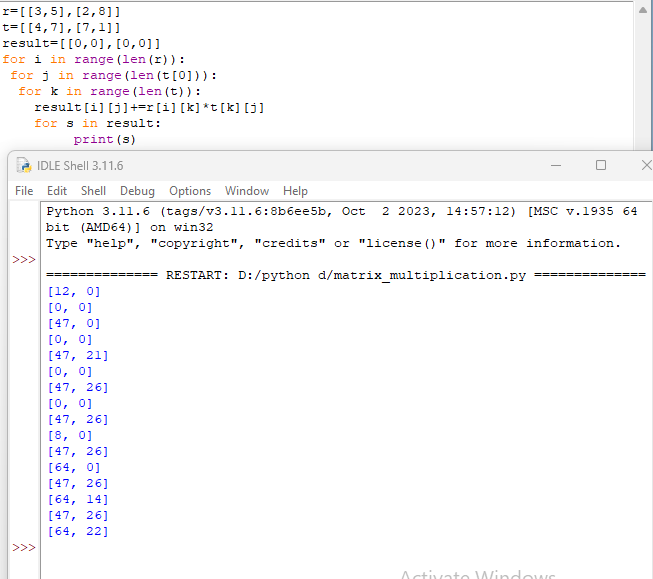 r=[[3,5],[2,8]]
t=[[4,7],[7,1]]
result=[[0,0],[0,0]]
for i in range(len(r)):
 for j in range(len(t[0])):
  for k in range(len(t)):
    result[i][j]+=r[i][k]*t[k][j]
    for s in result:
         print(s)
IDLE Shell 3.11.6
File Edit Shell Debug Options Window Help
Python 3.11.6 (tags/v3.11.6:8b6ee5b, Oct  2 2023, 14:57:12) [MSC v.1935 64
bit (AMD64)] on win32
Type "help", "copyright", "credits" or "license()" for more information.
>>>
============== RESTART: D:/python d/matrix_multiplication.py ==============
[12, 0]
[0, 0]
[47, 0]
[0, 0]
[47, 21]
[0, 0]
[47, 26]
[0, 0]
[47, 26]
[8, 0]
[47, 26]
[64, 0]
[47, 26]
[64, 14]
[47, 26]
[64, 22]
>>>
Activate Windows